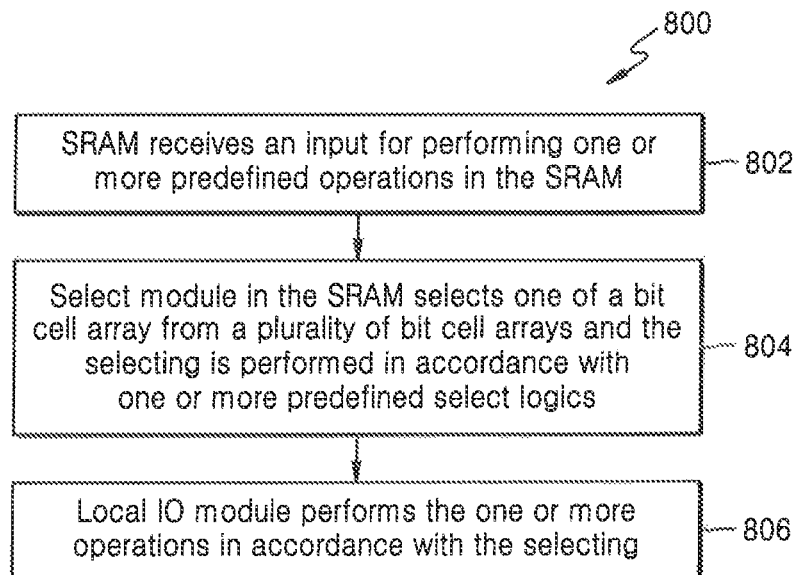 800
SRAM receives an input for performing one or
more predefined operations in the SRAM
802
Select module in the SRAM selects one of a bit
cell array from a plurality of bit cell arrays and the
selecting is performed in accordance with
one or more predefined select logics
804
Local IO module performs the one or more
operations in accordance with the selecting
806